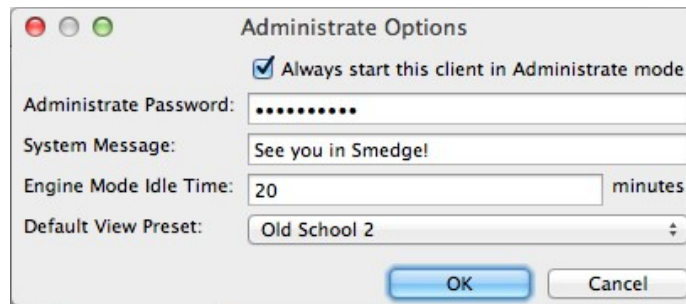 Administrate Options
Always start this client in Administrate mode
Administrate Password: ••••••••••
System Message: See you in Smedge!
Engine Mode Idle Time: 20 minutes
Default View Preset: Old School 2
OK Cancel